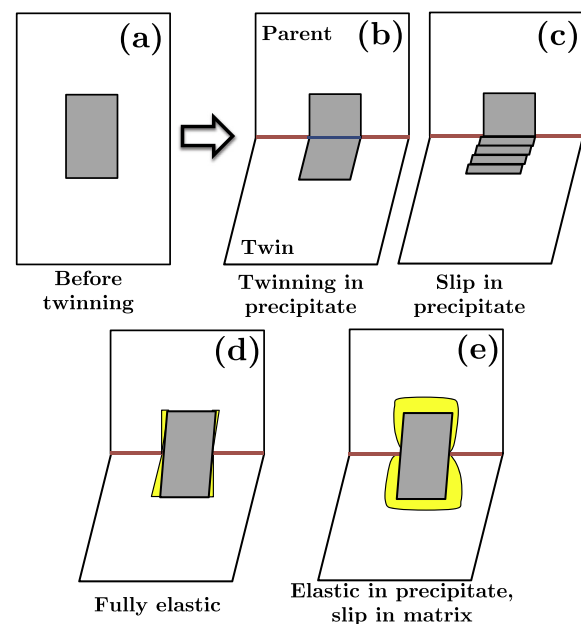 (a)
Parent
(b)
(c)
Twin
Before
twinning
Twinning in
precipitate
Slip in
precipitate
(d)
(e)
Fully elastic
Elastic in precipitate,
slip in matrix